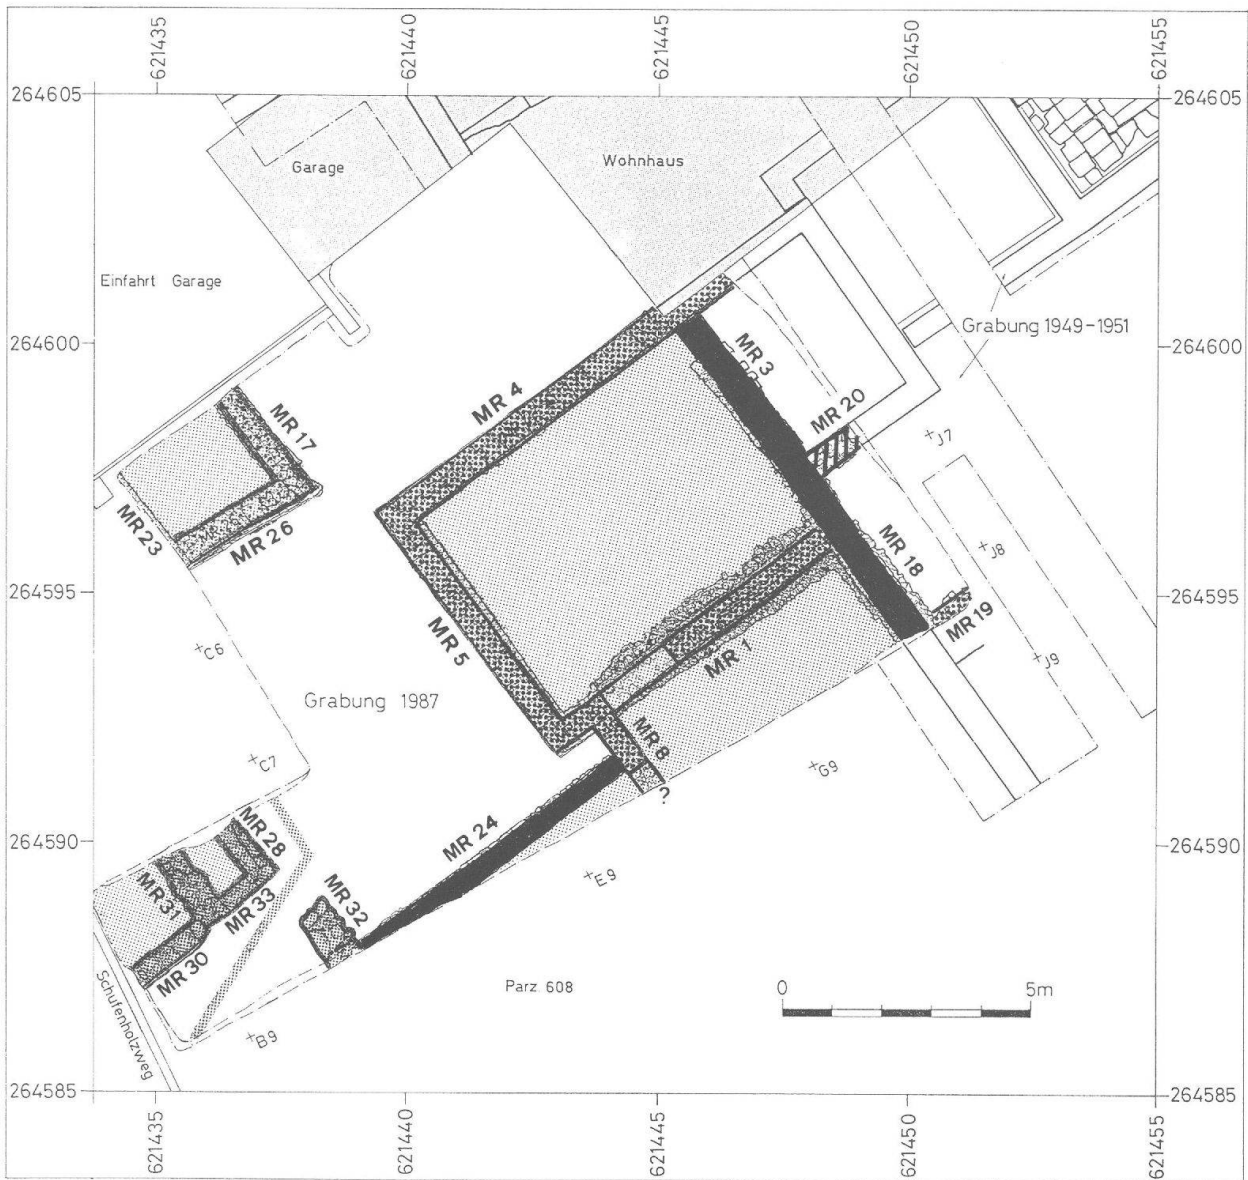 621435
621440
621445
621450
621455
264605
264605
Garage
Wohnhaus
Einfahrt Garage
Grabung 1949-1951
264600
264600
MR 3
MR 4
MR 17
MR 20
J7
MR 23
MR 26
MR 18
J8
264595
264595
MR 19
C6
MR 5
MR 1
J9
Grabung 1987
MR 8
C7
G9
?
MR 24
264590
264590
MR 28
E9
MR 31
MR 33
MR 32
MR 30
Schufenholzweg
Parz. 608
0
5m
B9
264585
264585
621435
621440
621445
621450
621455